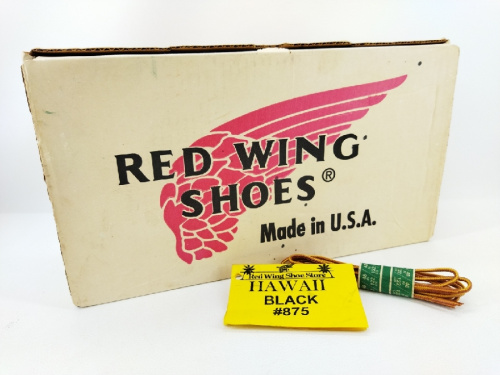 RED WING
SHOES®
Made in U.S.A.
Red Wing Shoe Store
HAWAII
BLACK
#875